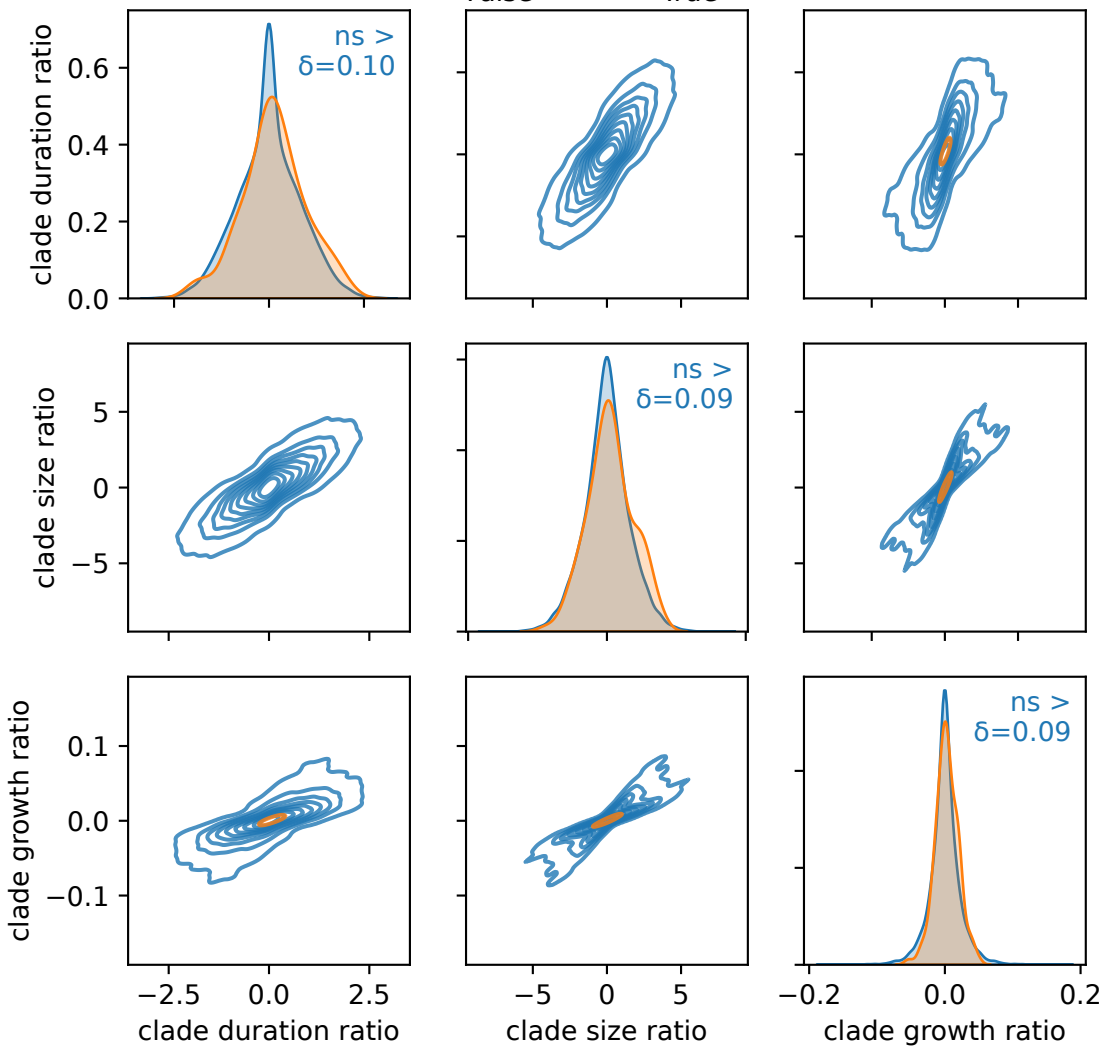 clade duration ratio
0.6
0.4
0.2
0.0
ns >
δ=0.10
clade size ratio
5
0
−5
ns >
δ=0.09
clade growth ratio
0.1
0.0
−0.1
ns >
δ=0.09
−2.5 0.0 2.5
−5 0 5
−0.2 0.0 0.2
clade duration ratio
clade size ratio
clade growth ratio